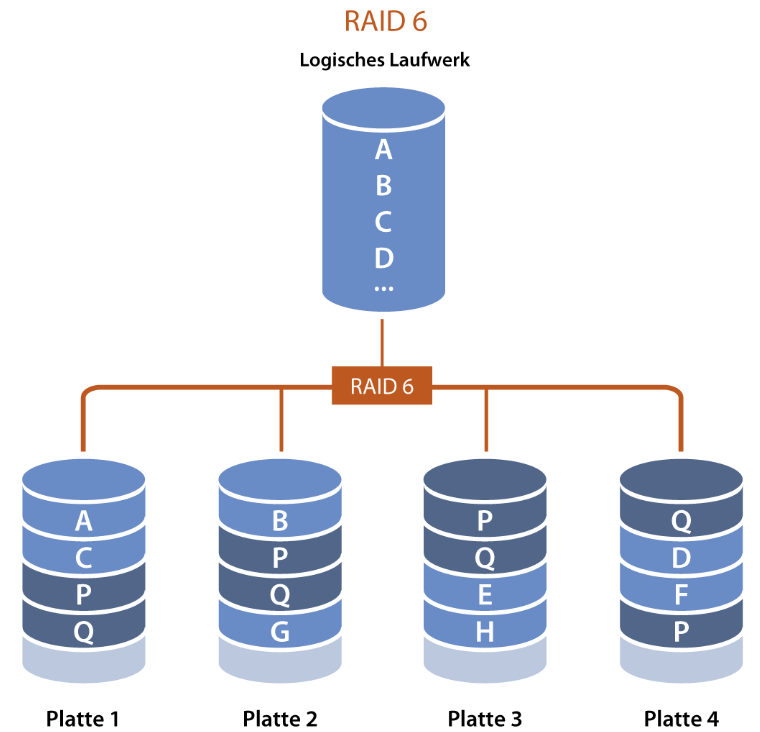 RAID 6
Logisches Laufwerk
A
B
C
D
...
RAID 6
A B P Q
C P Q D
P Q E F
Q G H P
Platte 1 Platte 2 Platte 3 Platte 4